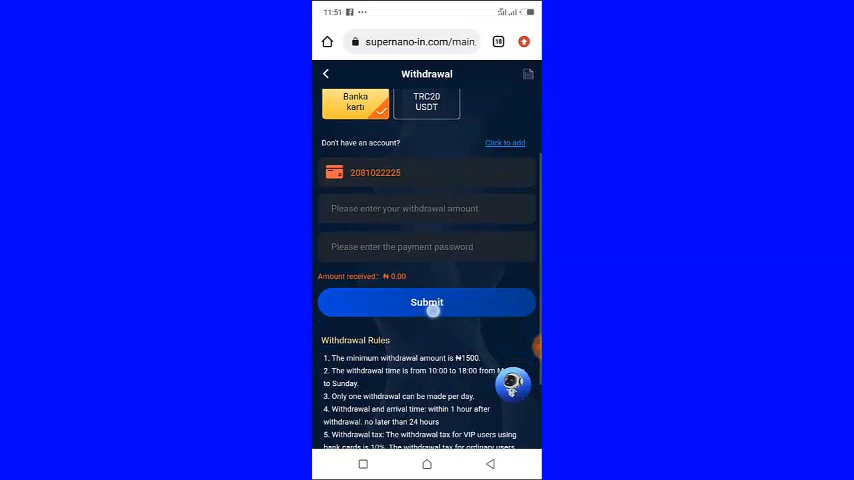 11:51
supernano-in.com/main
18
Withdrawal
Banka
kartı
TRC20
USDT
Don't have an account?
Click to add
2081022225
Please enter your withdrawal amount
Please enter the payment password
Amount received: ₦ 0.00
Submit
Withdrawal Rules
1. The minimum withdrawal amount is ₦1500.
2. The withdrawal time is from 10:00 to 18:00 from
to Sunday.
3. Only one withdrawal can be made per day.
4. Withdrawal and arrival time: within 1 hour after
withdrawal. no later than 24 hours
5. Withdrawal tax: The withdrawal tax for VIP users using
bank cards is 10%. The withdrawal tax for ordinary users